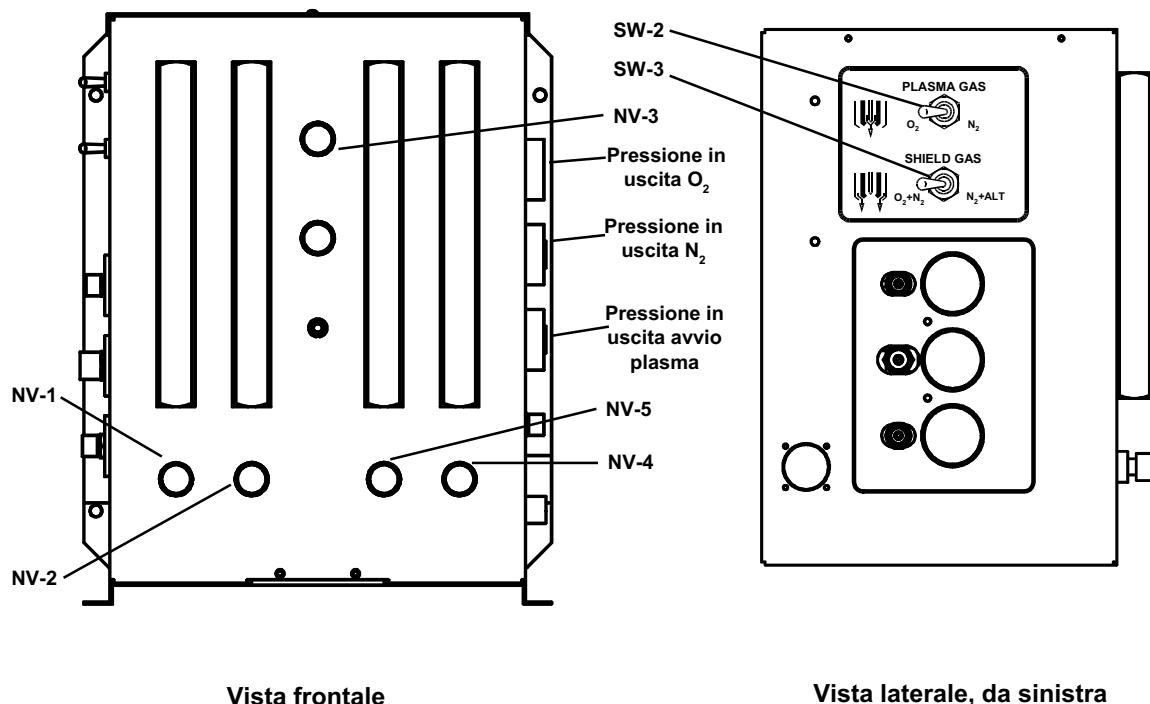 SW-2
SW-3
NV-3
Pressione in
uscita O₂
Pressione in
uscita N₂
Pressione in
uscita avvio
plasma
NV-1
NV-5
NV-4
NV-2
PLASMA GAS
O₂ N₂
SHIELD GAS
O₂+N₂ N₂+ALT
Vista frontale
Vista laterale, da sinistra